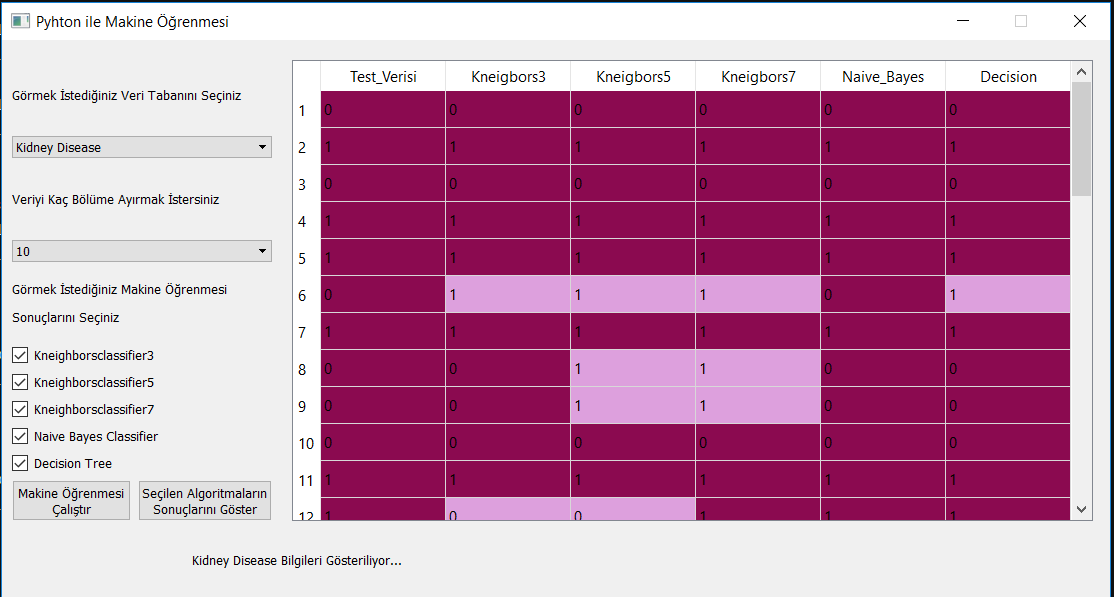 Pyhton ile Makine Öğrenmesi
Görmek İstediğiniz Veri Tabanını Seçiniz
Kidney Disease
Veriyi Kaç Bölüme Ayırmak İstersiniz
10
Görmek İstediğiniz Makine Öğrenmesi
Sonuçlarını Seçiniz
Kneighborsclassifier3
Kneighborsclassifier5
Kneighborsclassifier7
Naive Bayes Classifier
Decision Tree
Makine Öğrenmesi
Çalıştır
Seçilen Algoritmaların
Sonuçlarını Göster
Test_Verisi Kneigbors3 Kneigbors5 Kneigbors7 Naive_Bayes Decision
1 0 0 0 0 0 0
2 1 1 1 1 1 1
3 0 0 0 0 0 0
4 1 1 1 1 1 1
5 1 1 1 1 1 1
6 0 1 1 1 0 1
7 1 1 1 1 1 1
8 0 0 1 1 0 0
9 0 0 1 1 0 0
10 0 0 0 0 0 0
11 1 1 1 1 1 1
12 1 0 0 1 1 1
Kidney Disease Bilgileri Gösteriliyor...